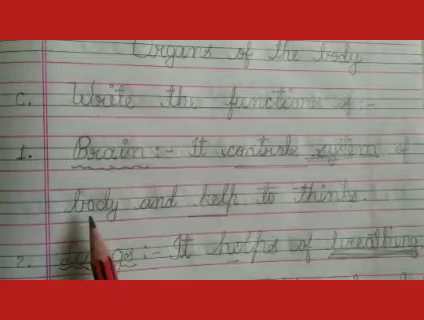 Organs of the body
C. Write the functions of :-
1. Brain :- It controls system of
body and help to thinks.
2. Lungs :- It helps of breathing